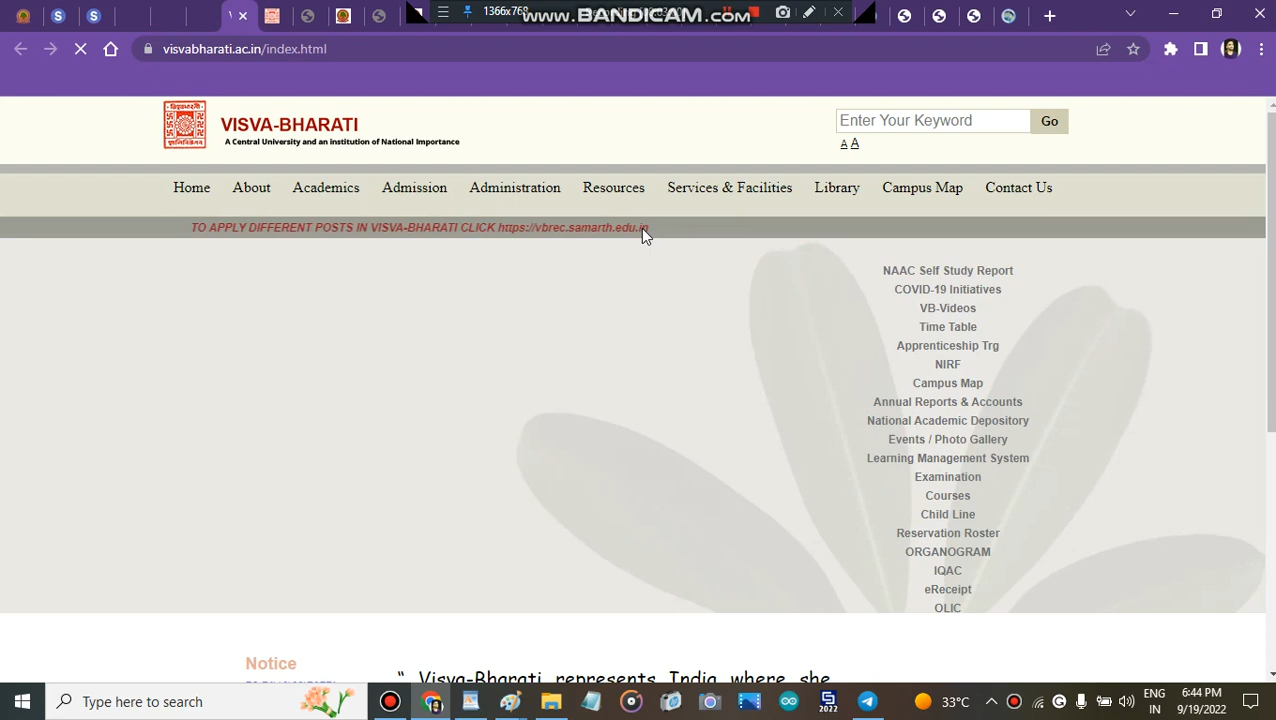 1366x768
www.BANDICAM.com
visvabharati.ac.in/index.html
VISVA-BHARATI
A Central University and an institution of National Importance
Enter Your Keyword
Go
A A
Home About Academics Admission Administration Resources Services & Facilities Library Campus Map Contact Us
TO APPLY DIFFERENT POSTS IN VISVA-BHARATI CLICK https://vbrec.samarth.edu.in
NAAC Self Study Report
COVID-19 Initiatives
VB-Videos
Time Table
Apprenticeship Trg
NIRF
Campus Map
Annual Reports & Accounts
National Academic Depository
Events / Photo Gallery
Learning Management System
Examination
Courses
Child Line
Reservation Roster
ORGANOGRAM
IQAC
eReceipt
OLIC
Notice
“ Visva-Bharati represents India where she
Type here to search
2022
33°C
ENG
IN
6:44 PM
9/19/2022